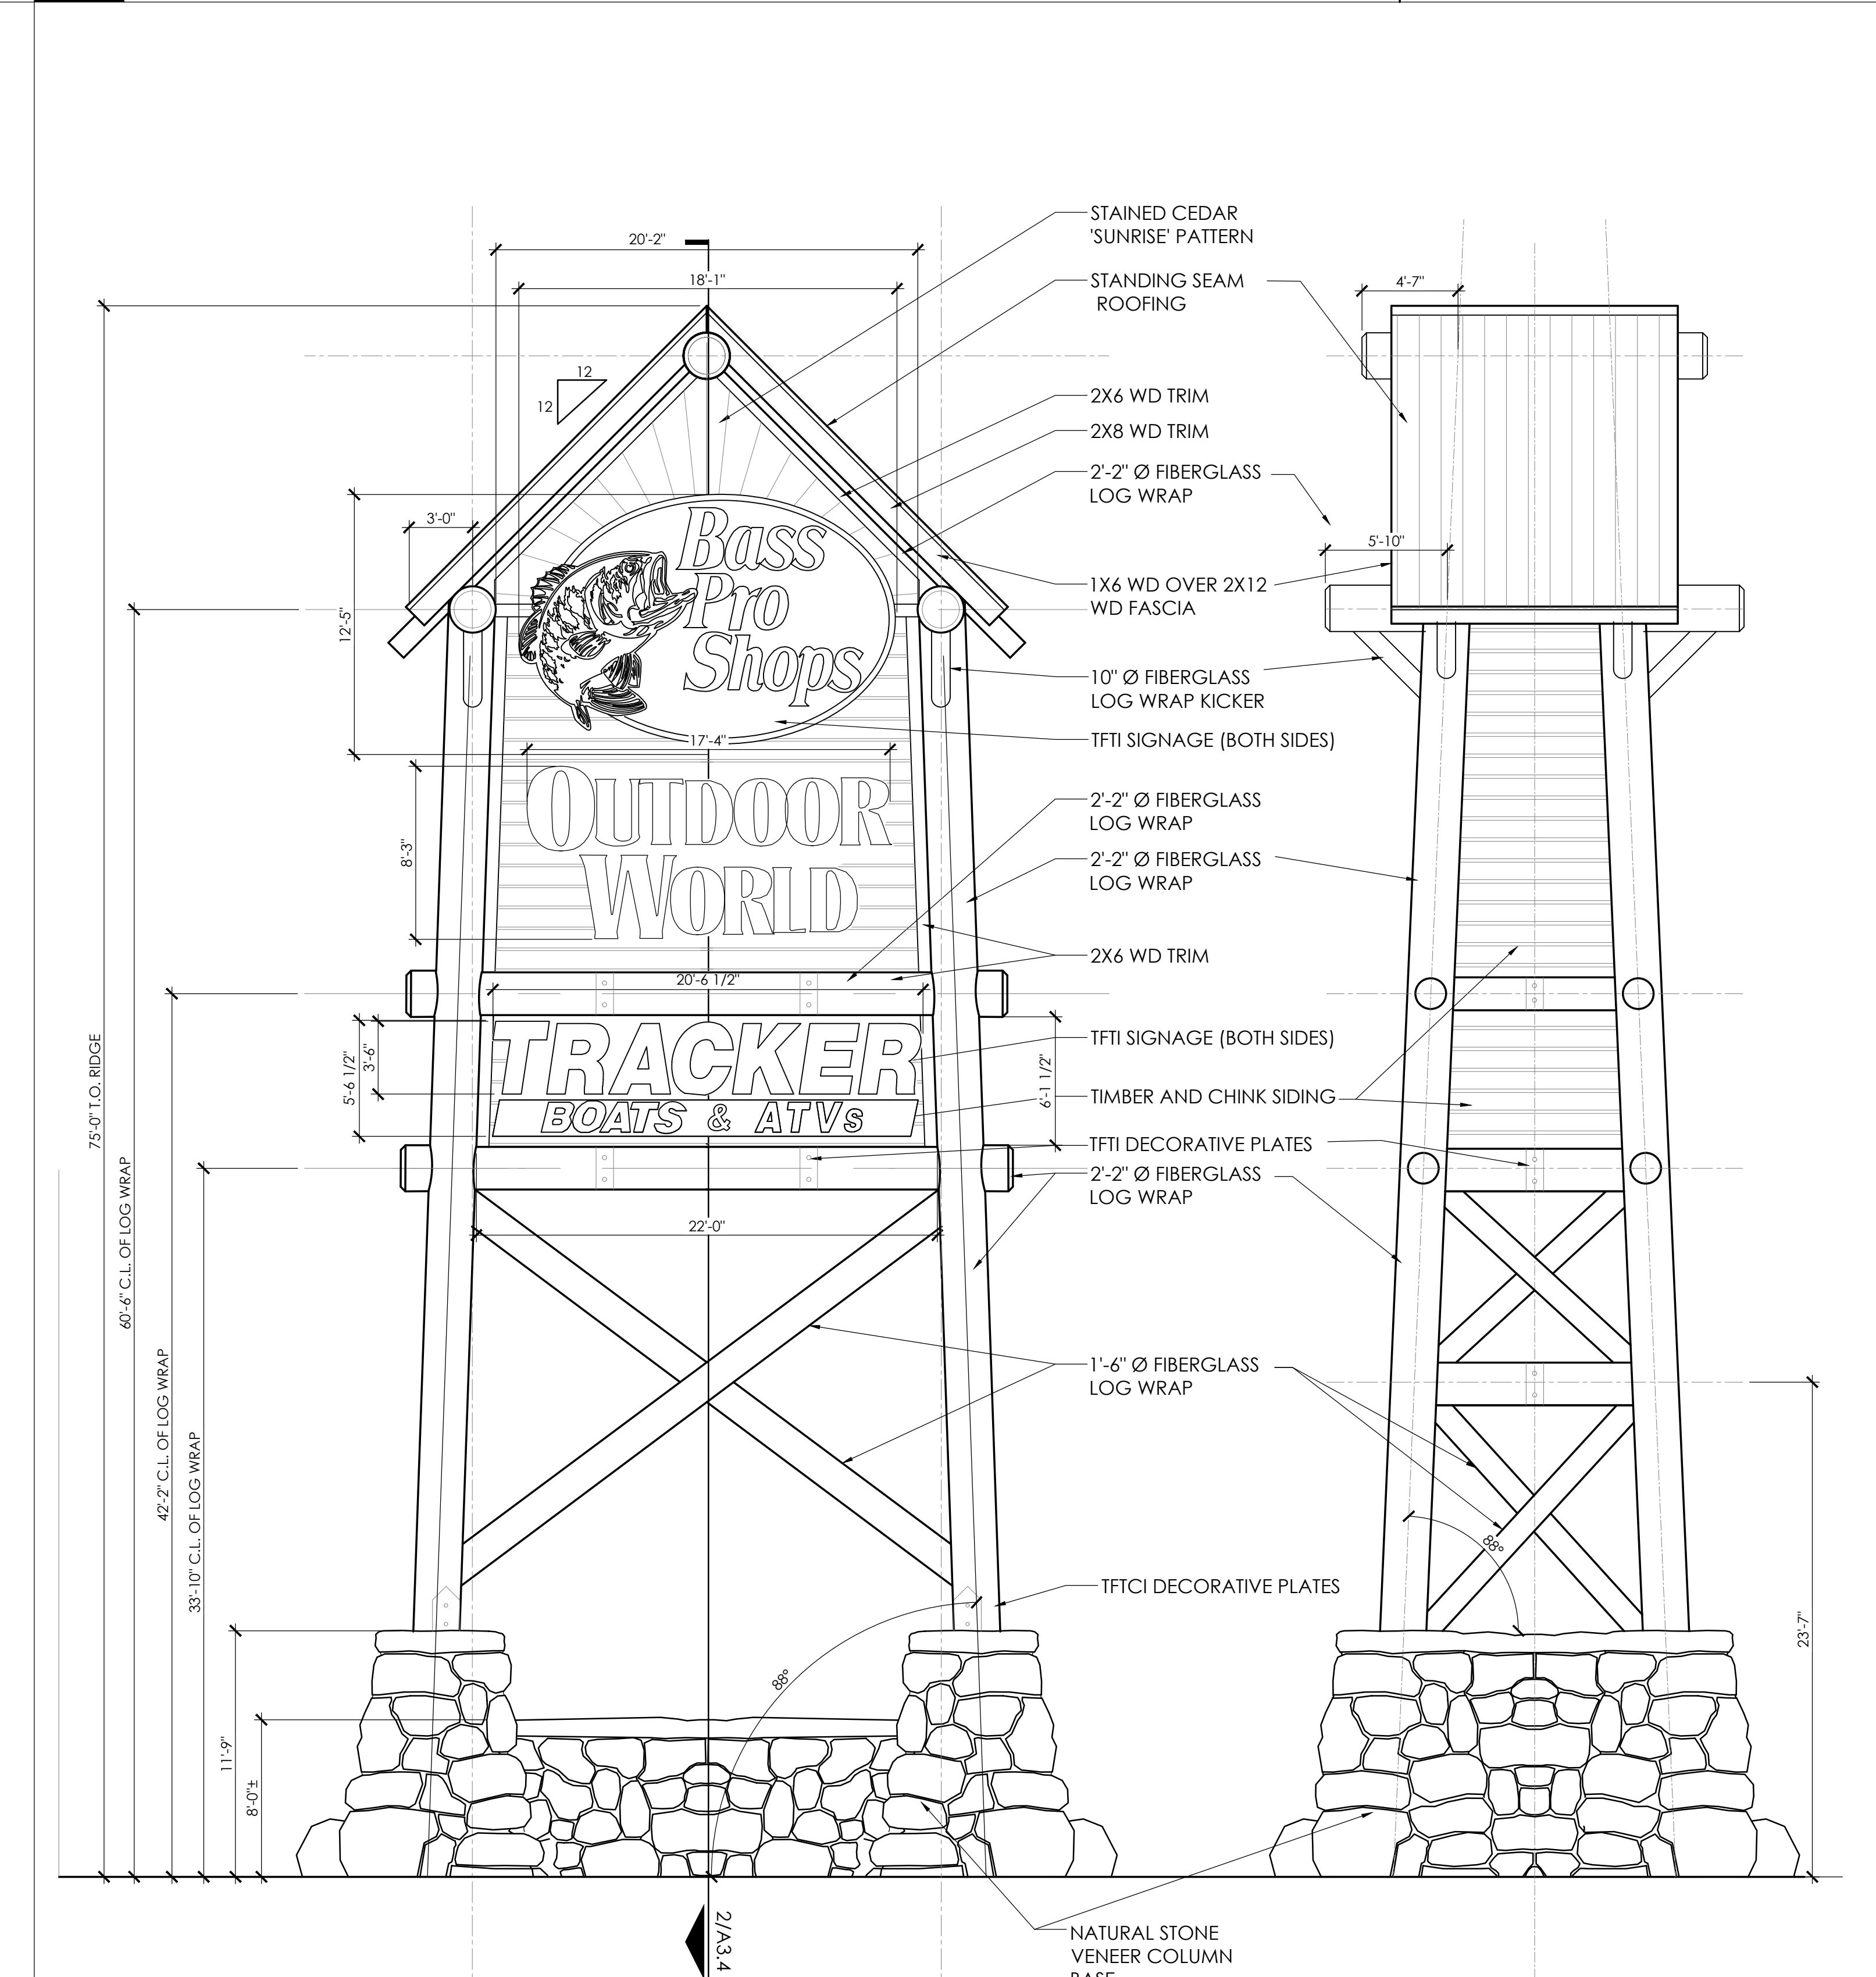 20'-2"
18'-1"
12
12
3'-0"
12'-5"
Bass
Pro
Shops
17'-4"
OUTDOOR
WORLD
8'-3"
20'-6 1/2"
TRACKER
BOATS & ATVs
5'-6 1/2"
3'-6"
6'-1 1/2"
22'-0"
88°
75'-0" T.O. RIDGE
60'-6" C.L. OF LOG WRAP
42'-2" C.L. OF LOG WRAP
33'-10" C.L. OF LOG WRAP
11'-9"
8'-0"±
2/A3.4
STAINED CEDAR
'SUNRISE' PATTERN
STANDING SEAM
ROOFING
2X6 WD TRIM
2X8 WD TRIM
2'-2" Ø FIBERGLASS
LOG WRAP
1X6 WD OVER 2X12
WD FASCIA
10" Ø FIBERGLASS
LOG WRAP KICKER
TFTI SIGNAGE (BOTH SIDES)
2'-2" Ø FIBERGLASS
LOG WRAP
2'-2" Ø FIBERGLASS
LOG WRAP
2X6 WD TRIM
TFTI SIGNAGE (BOTH SIDES)
TIMBER AND CHINK SIDING
TFTI DECORATIVE PLATES
2'-2" Ø FIBERGLASS
LOG WRAP
1'-6" Ø FIBERGLASS
LOG WRAP
TFTCI DECORATIVE PLATES
NATURAL STONE
VENEER COLUMN
BASE
4'-7"
5'-10"
88°
23'-7"